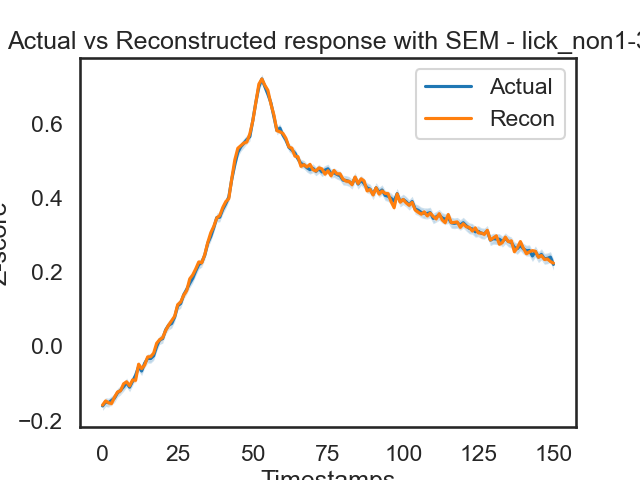 Actual vs Reconstructed response with SEM - lick_non1-3
Actual
Recon
0.6
0.4
0.2
0.0
−0.2
Z-score
0
25
50
75
100
125
150
Timestamps